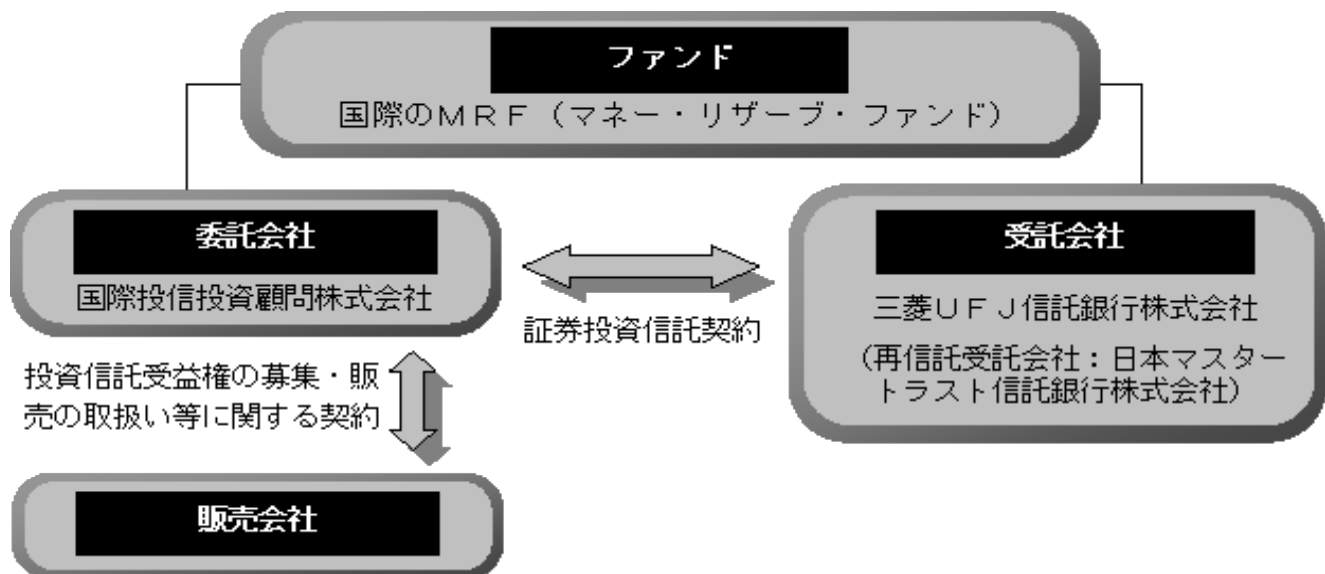 ファンド
国際のMRF（マネー・リザーブ・ファンド）
委託会社
国際投信投資顧問株式会社
証券投資信託契約
受託会社
三菱UFJ信託銀行株式会社
（再信託受託会社：日本マスター
トラスト信託銀行株式会社）
投資信託受益権の募集・販
売の取扱い等に関する契約
販売会社